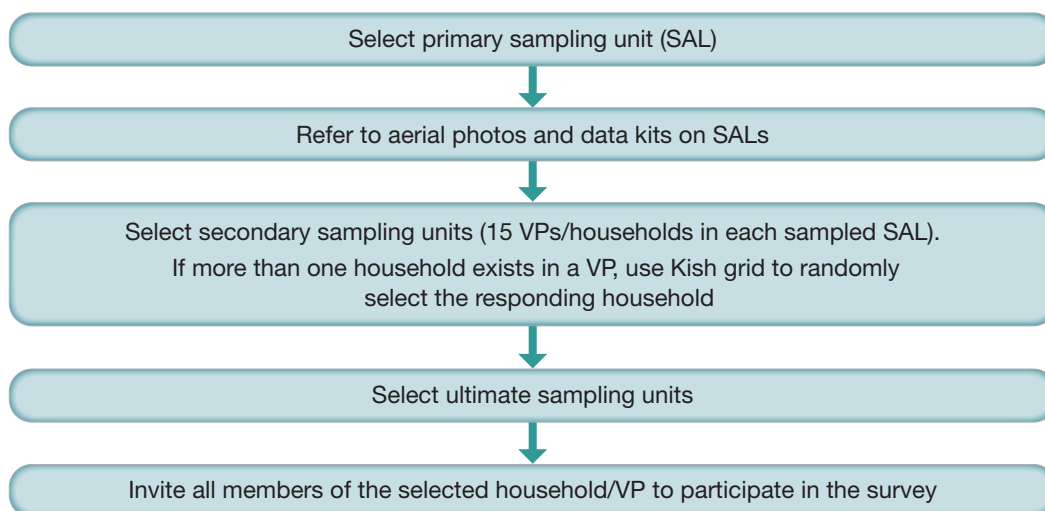 Select primary sampling unit (SAL)
Refer to aerial photos and data kits on SALs
Select secondary sampling units (15 VPs/households in each sampled SAL).
If more than one household exists in a VP, use Kish grid to randomly
select the responding household
Select ultimate sampling units
Invite all members of the selected household/VP to participate in the survey